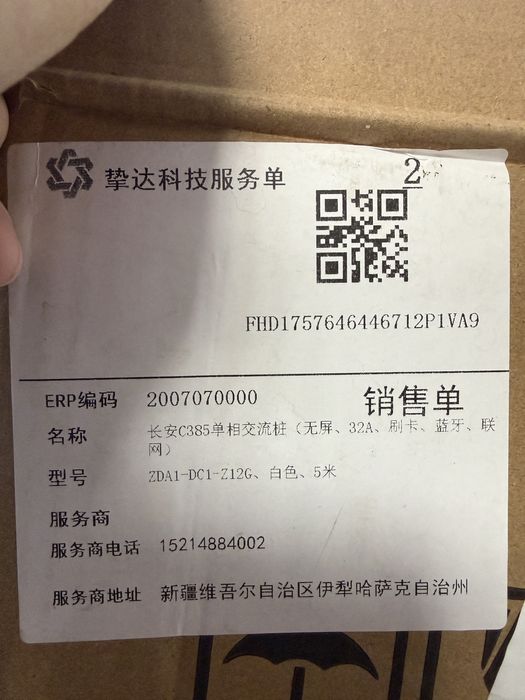 挚达科技服务单
2
FHD1757646446712P1VA9
ERP编码 2007070000 销售单
名称 长安C385单相交流桩（无屏、32A、刷卡、蓝牙、联
网）
型号 ZDA1-DC1-Z12G、白色、5米
服务商
服务商电话 15214884002
服务商地址 新疆维吾尔自治区伊犁哈萨克自治州